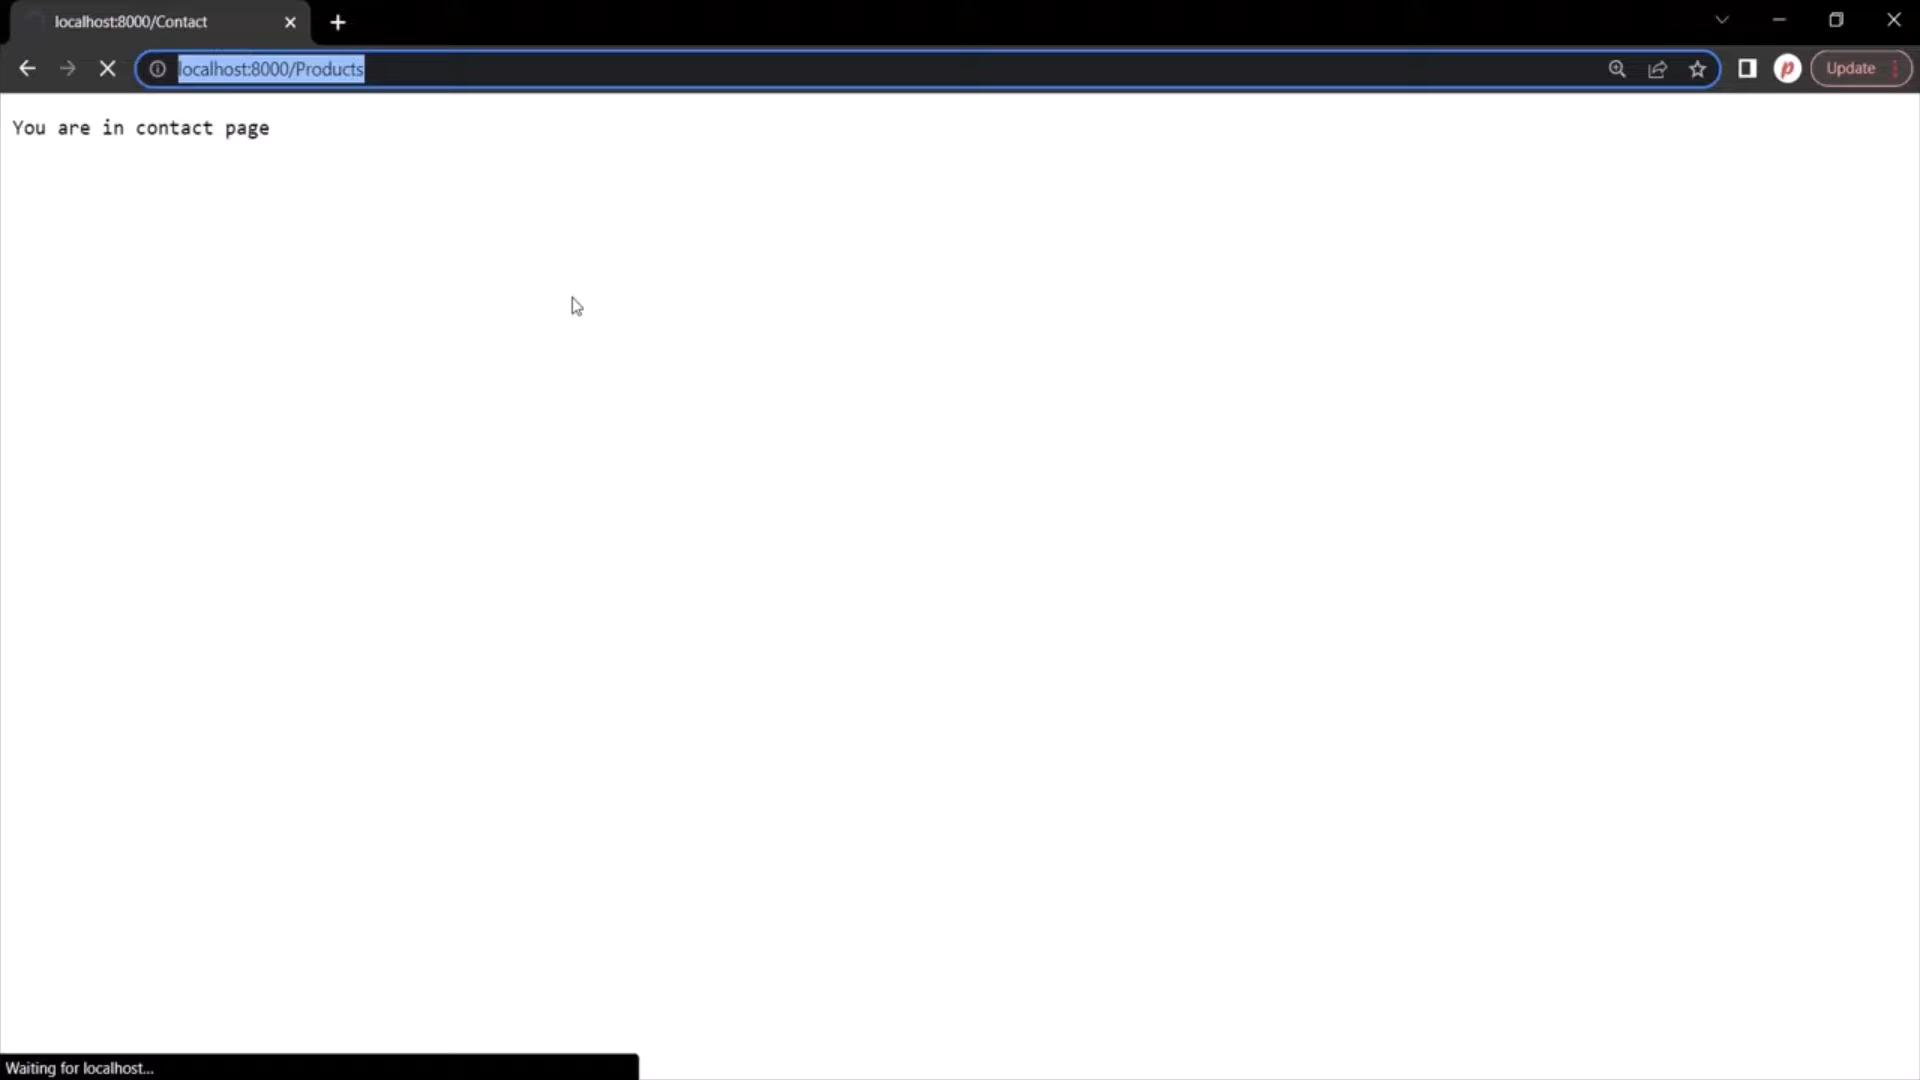 localhost:8000/Contact
localhost:8000/Products
Update
You are in contact page
Waiting for localhost...